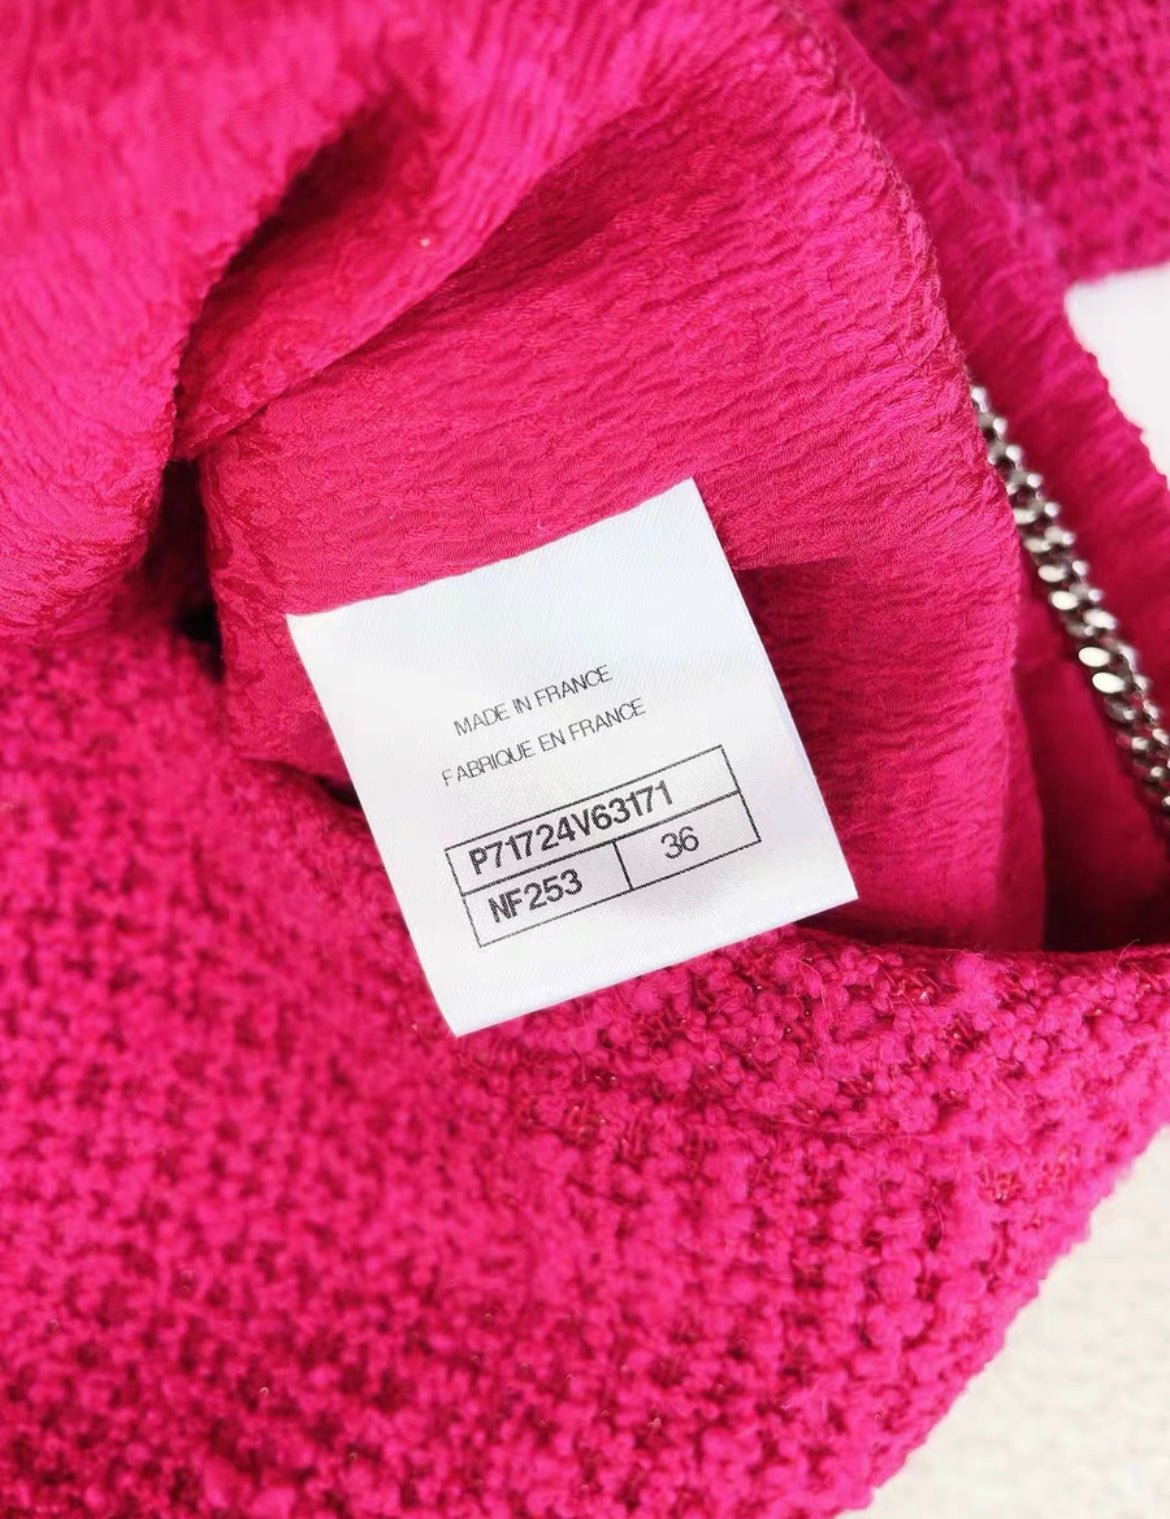 MADE IN FRANCE
FABRIQUE EN FRANCE
P71724V63171
NF253 36